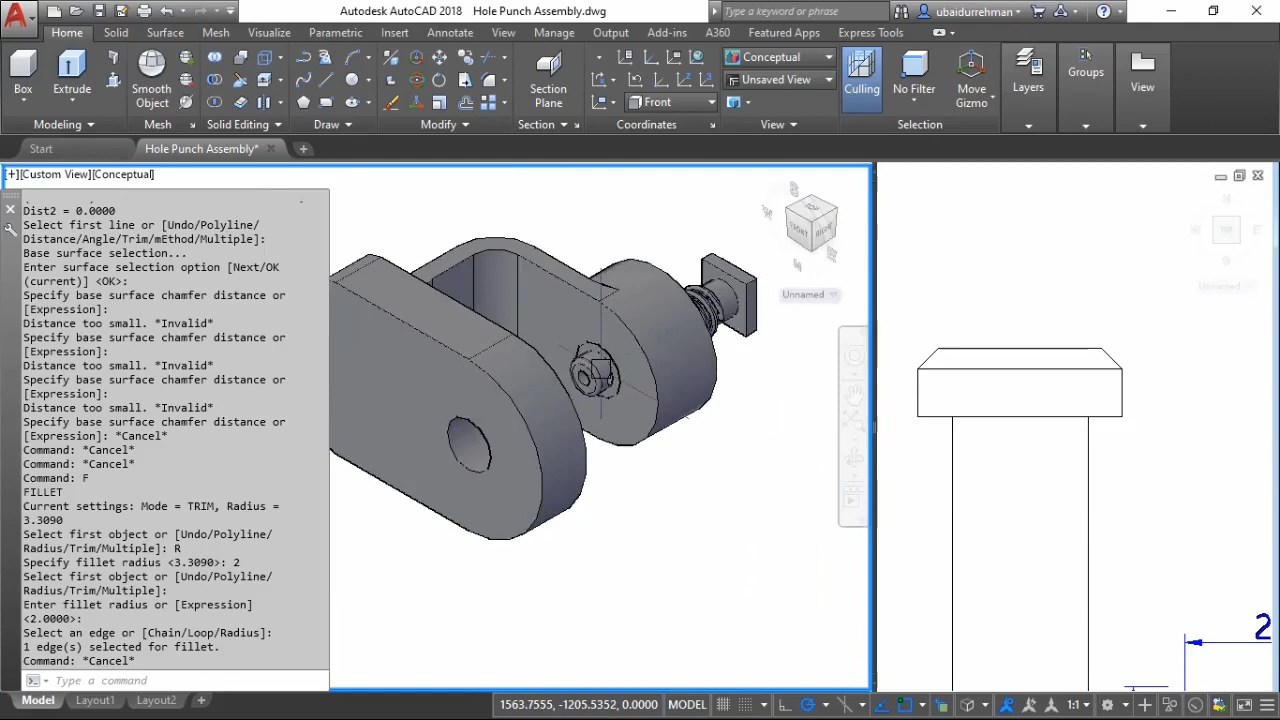 Autodesk AutoCAD 2018 Hole Punch Assembly.dwg
Type a keyword or phrase
ubaidurrehman
Home Solid Surface Mesh Visualize Parametric Insert Annotate View Manage Output Add-ins A360 Featured Apps Express Tools
Conceptual
Unsaved View
Front
Box Extrude Smooth Object Section Plane Culling No Filter Move Gizmo Layers Groups View
Modeling Mesh Solid Editing Draw Modify Section Coordinates View Selection
Start Hole Punch Assembly*
[+][Custom View][Conceptual]
Dist2 = 0.0000
Select first line or [Undo/Polyline/
Distance/Angle/Trim/mEthod/Multiple]:
Base surface selection...
Enter surface selection option [Next/OK
(current)] <OK>:
Specify base surface chamfer distance or
[Expression]:
Distance too small. *Invalid*
Specify base surface chamfer distance or
[Expression]:
Distance too small. *Invalid*
Specify base surface chamfer distance or
[Expression]:
Distance too small. *Invalid*
Specify base surface chamfer distance or
[Expression]: *Cancel*
Command: *Cancel*
Command: *Cancel*
Command: F
FILLET
Current settings: Mode = TRIM, Radius =
3.3090
Select first object or [Undo/Polyline/
Radius/Trim/Multiple]: R
Specify fillet radius <3.3090>: 2
Select first object or [Undo/Polyline/
Radius/Trim/Multiple]:
Enter fillet radius or [Expression]
<2.0000>:
Select an edge or [Chain/Loop/Radius]:
1 edge(s) selected for fillet.
Command: *Cancel*
Type a command
FRONT
Unnamed
TOP
Unnamed
2
Model Layout1 Layout2 +
1563.7555, -1205.5352, 0.0000 MODEL
1:1